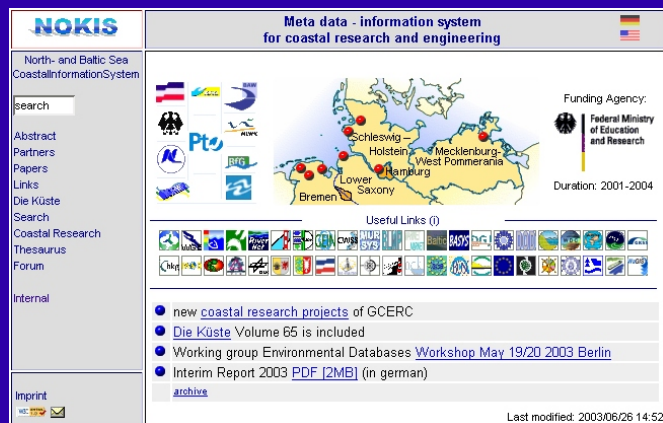 NOKIS
Meta data - information system
for coastal research and engineering
North- and Baltic Sea
CoastalInformationSystem
search
Abstract
Partners
Papers
Links
Die Küste
Search
Coastal Research
Thesaurus
Forum
Internal
Imprint
BAW
Pto
BFG
Schleswig –
Holstein
Mecklenburg-
West Pommerania
Hamburg
Lower
Saxony
Bremen
Funding Agency:
Federal Ministry
of Education
and Research
Duration: 2001-2004
Useful Links (i)
new coastal research projects of GCERC
Die Küste Volume 65 is included
Working group Environmental Databases Workshop May 19/20 2003 Berlin
Interim Report 2003 PDF [2MB] (in german)
archive
Last modified: 2003/06/26 14:52